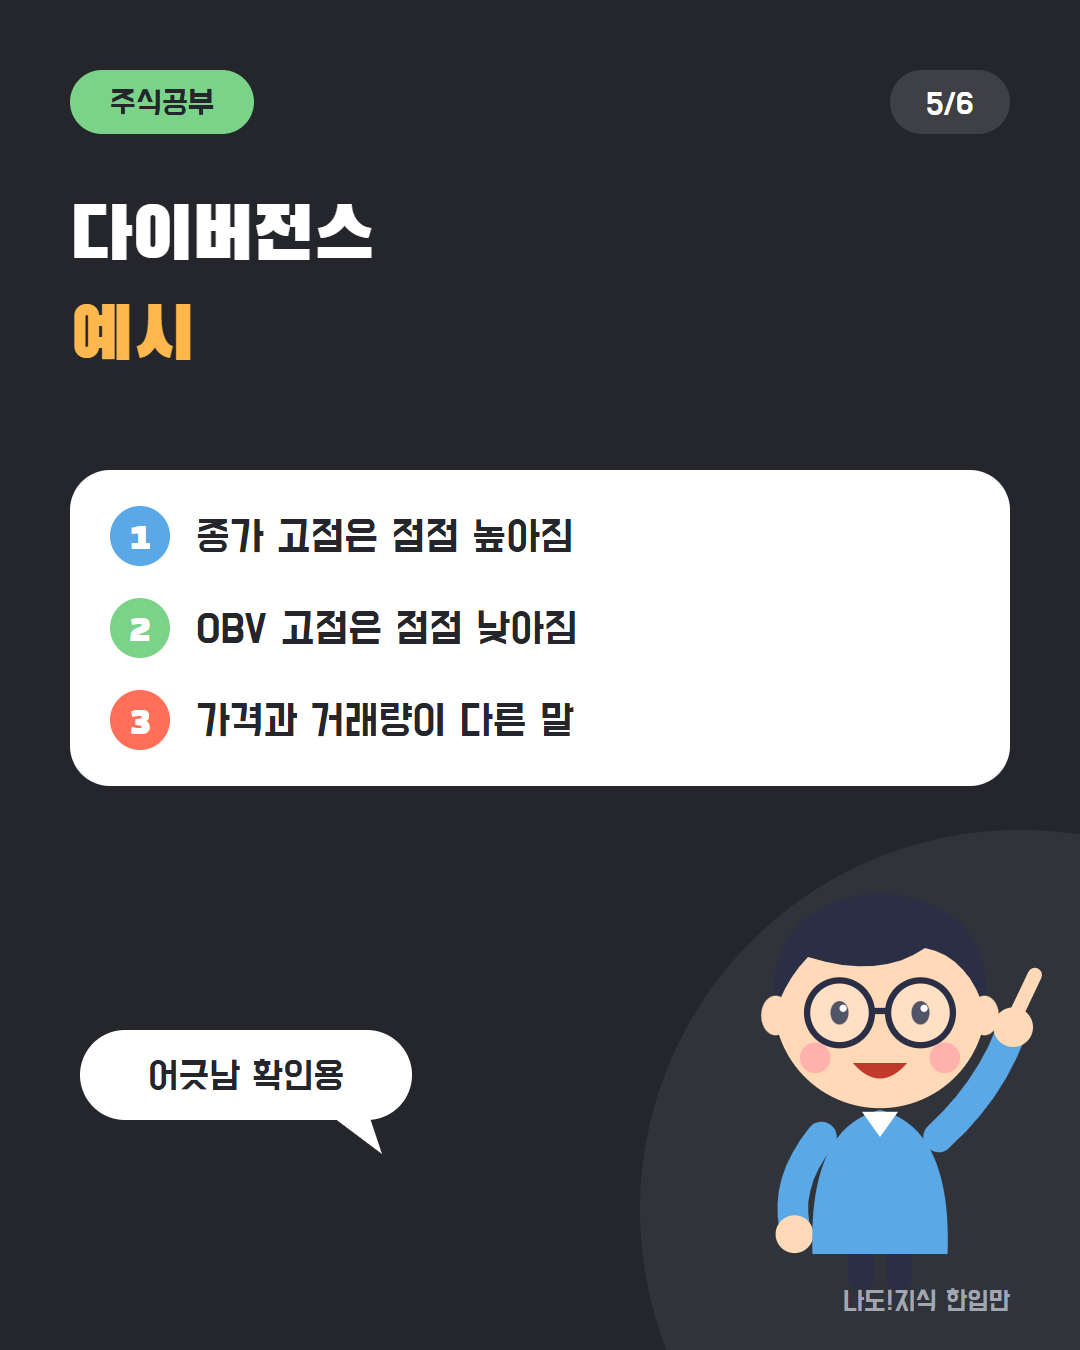 주식공부
5/6
다이버전스
예시
1 종가 고점은 점점 높아짐
2 OBV 고점은 점점 낮아짐
3 가격과 거래량이 다른 말
어긋남 확인용
나도!지식 한입만